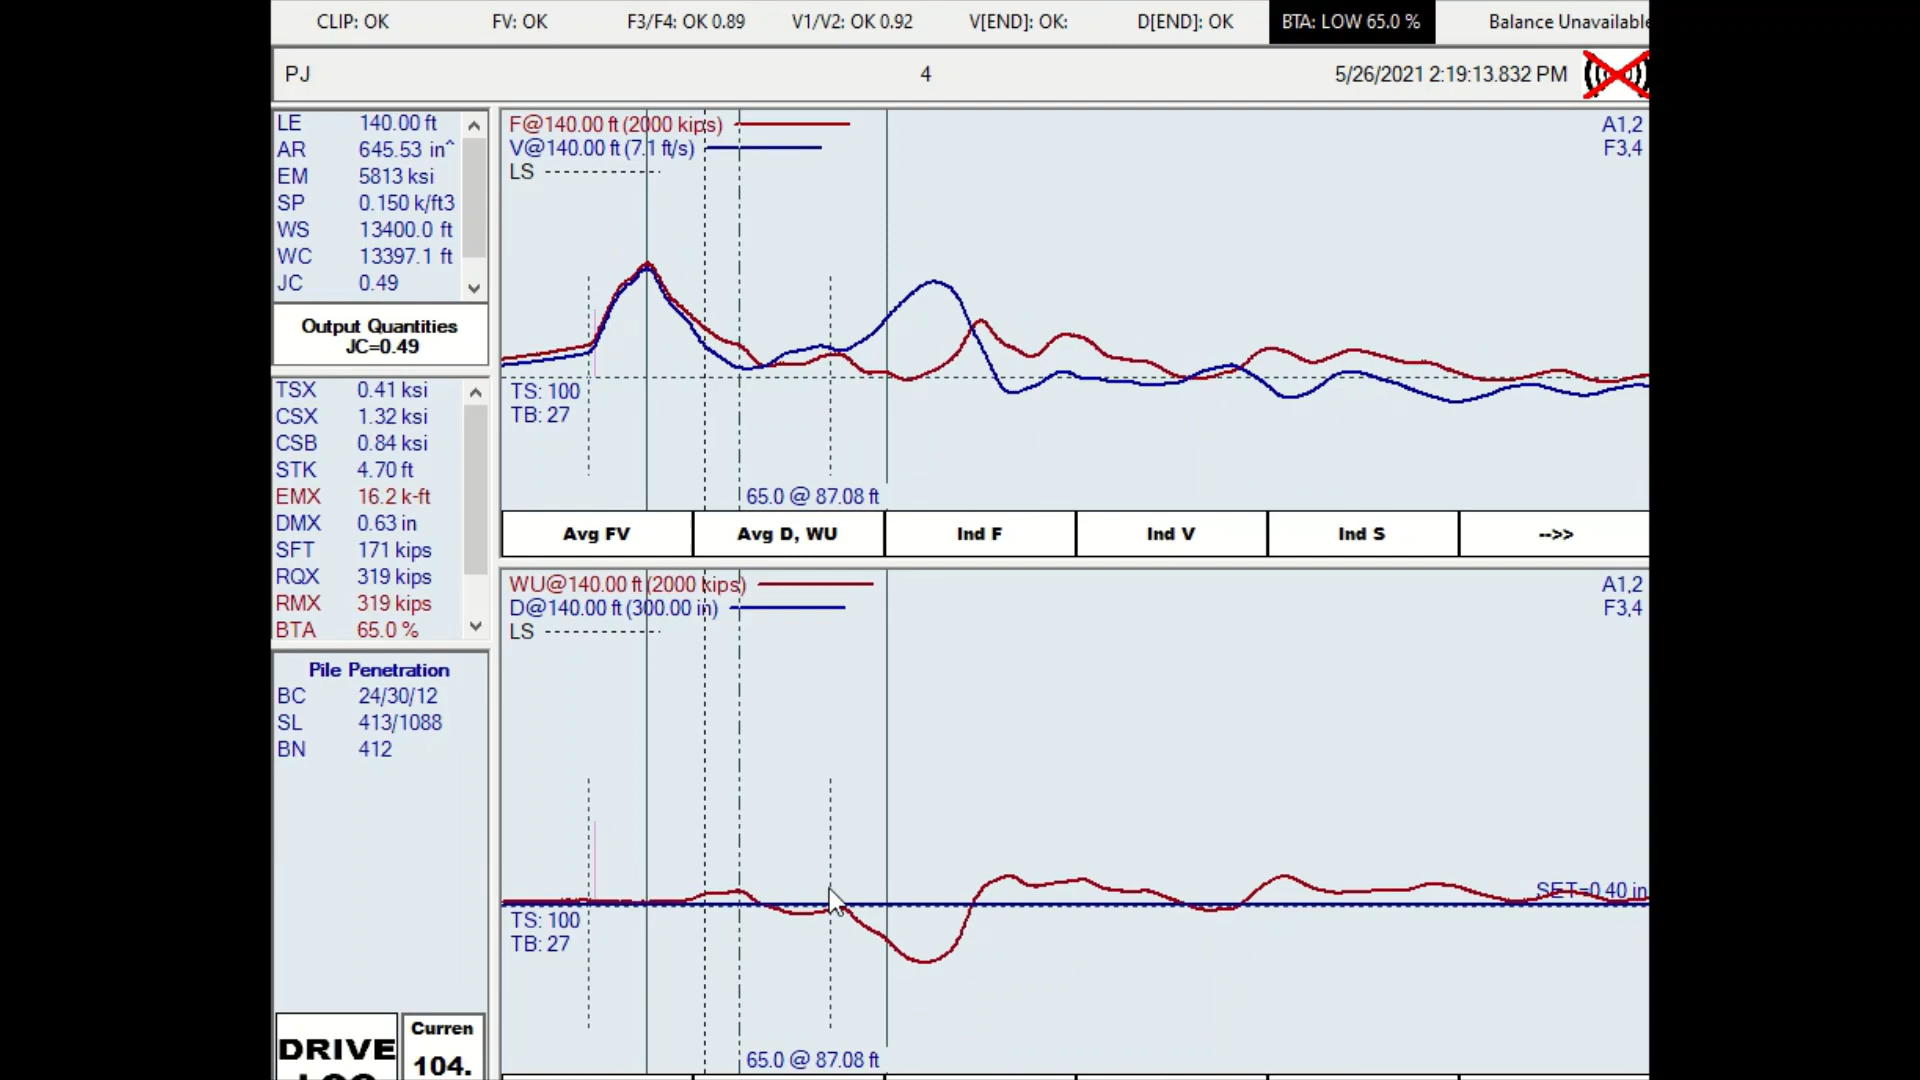 CLIP: OK FV: OK F3/F4: OK 0.89 V1/V2: OK 0.92 V[END]: OK: D[END]: OK BTA: LOW 65.0 % Balance Unavailable
PJ 4 5/26/2021 2:19:13.832 PM
LE 140.00 ft
AR 645.53 in^
EM 5813 ksi
SP 0.150 k/ft3
WS 13400.0 ft
WC 13397.1 ft
JC 0.49
Output Quantities
JC=0.49
TSX 0.41 ksi
CSX 1.32 ksi
CSB 0.84 ksi
STK 4.70 ft
EMX 16.2 k-ft
DMX 0.63 in
SFT 171 kips
RQX 319 kips
RMX 319 kips
BTA 65.0 %
Pile Penetration
BC 24/30/12
SL 413/1088
BN 412
DRIVE
LOG
Curren
104.
F@140.00 ft (2000 kips)
V@140.00 ft (7.1 ft/s)
LS
A1,2
F3,4
TS: 100
TB: 27
65.0 @ 87.08 ft
Avg FV Avg D, WU Ind F Ind V Ind S -->>
WU@140.00 ft (2000 kips)
D@140.00 ft (300.00 in)
LS
A1,2
F3,4
SET=0.40 in
TS: 100
TB: 27
65.0 @ 87.08 ft